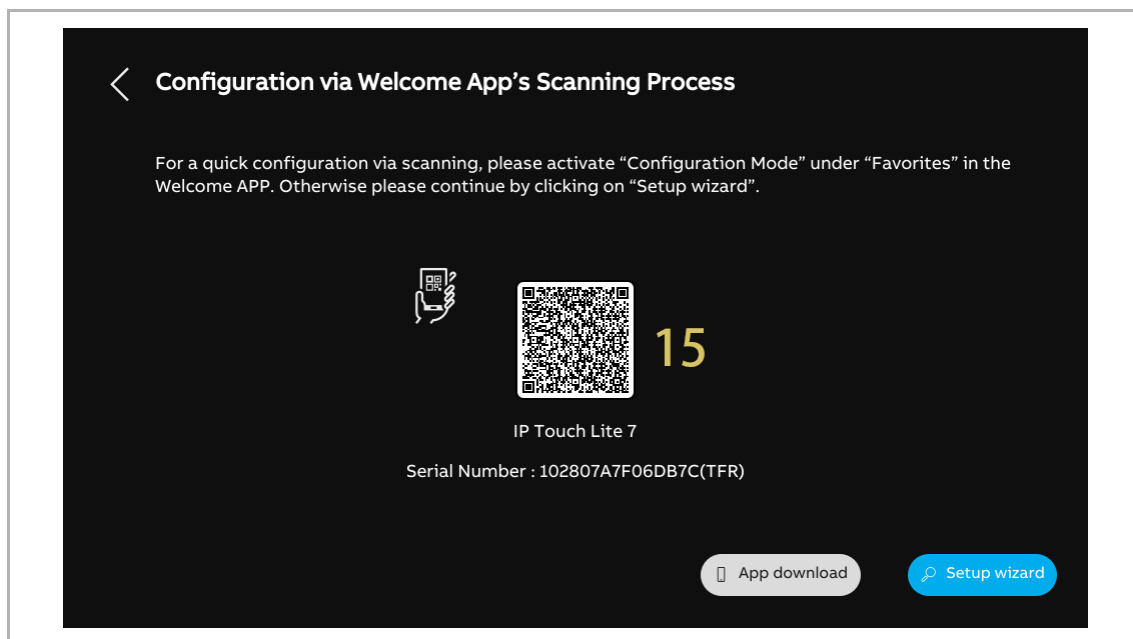 Configuration via Welcome App’s Scanning Process
For a quick configuration via scanning, please activate “Configuration Mode” under “Favorites” in the
Welcome APP. Otherwise please continue by clicking on “Setup wizard”.
15
IP Touch Lite 7
Serial Number : 102807A7F06DB7C(TFR)
App download
Setup wizard